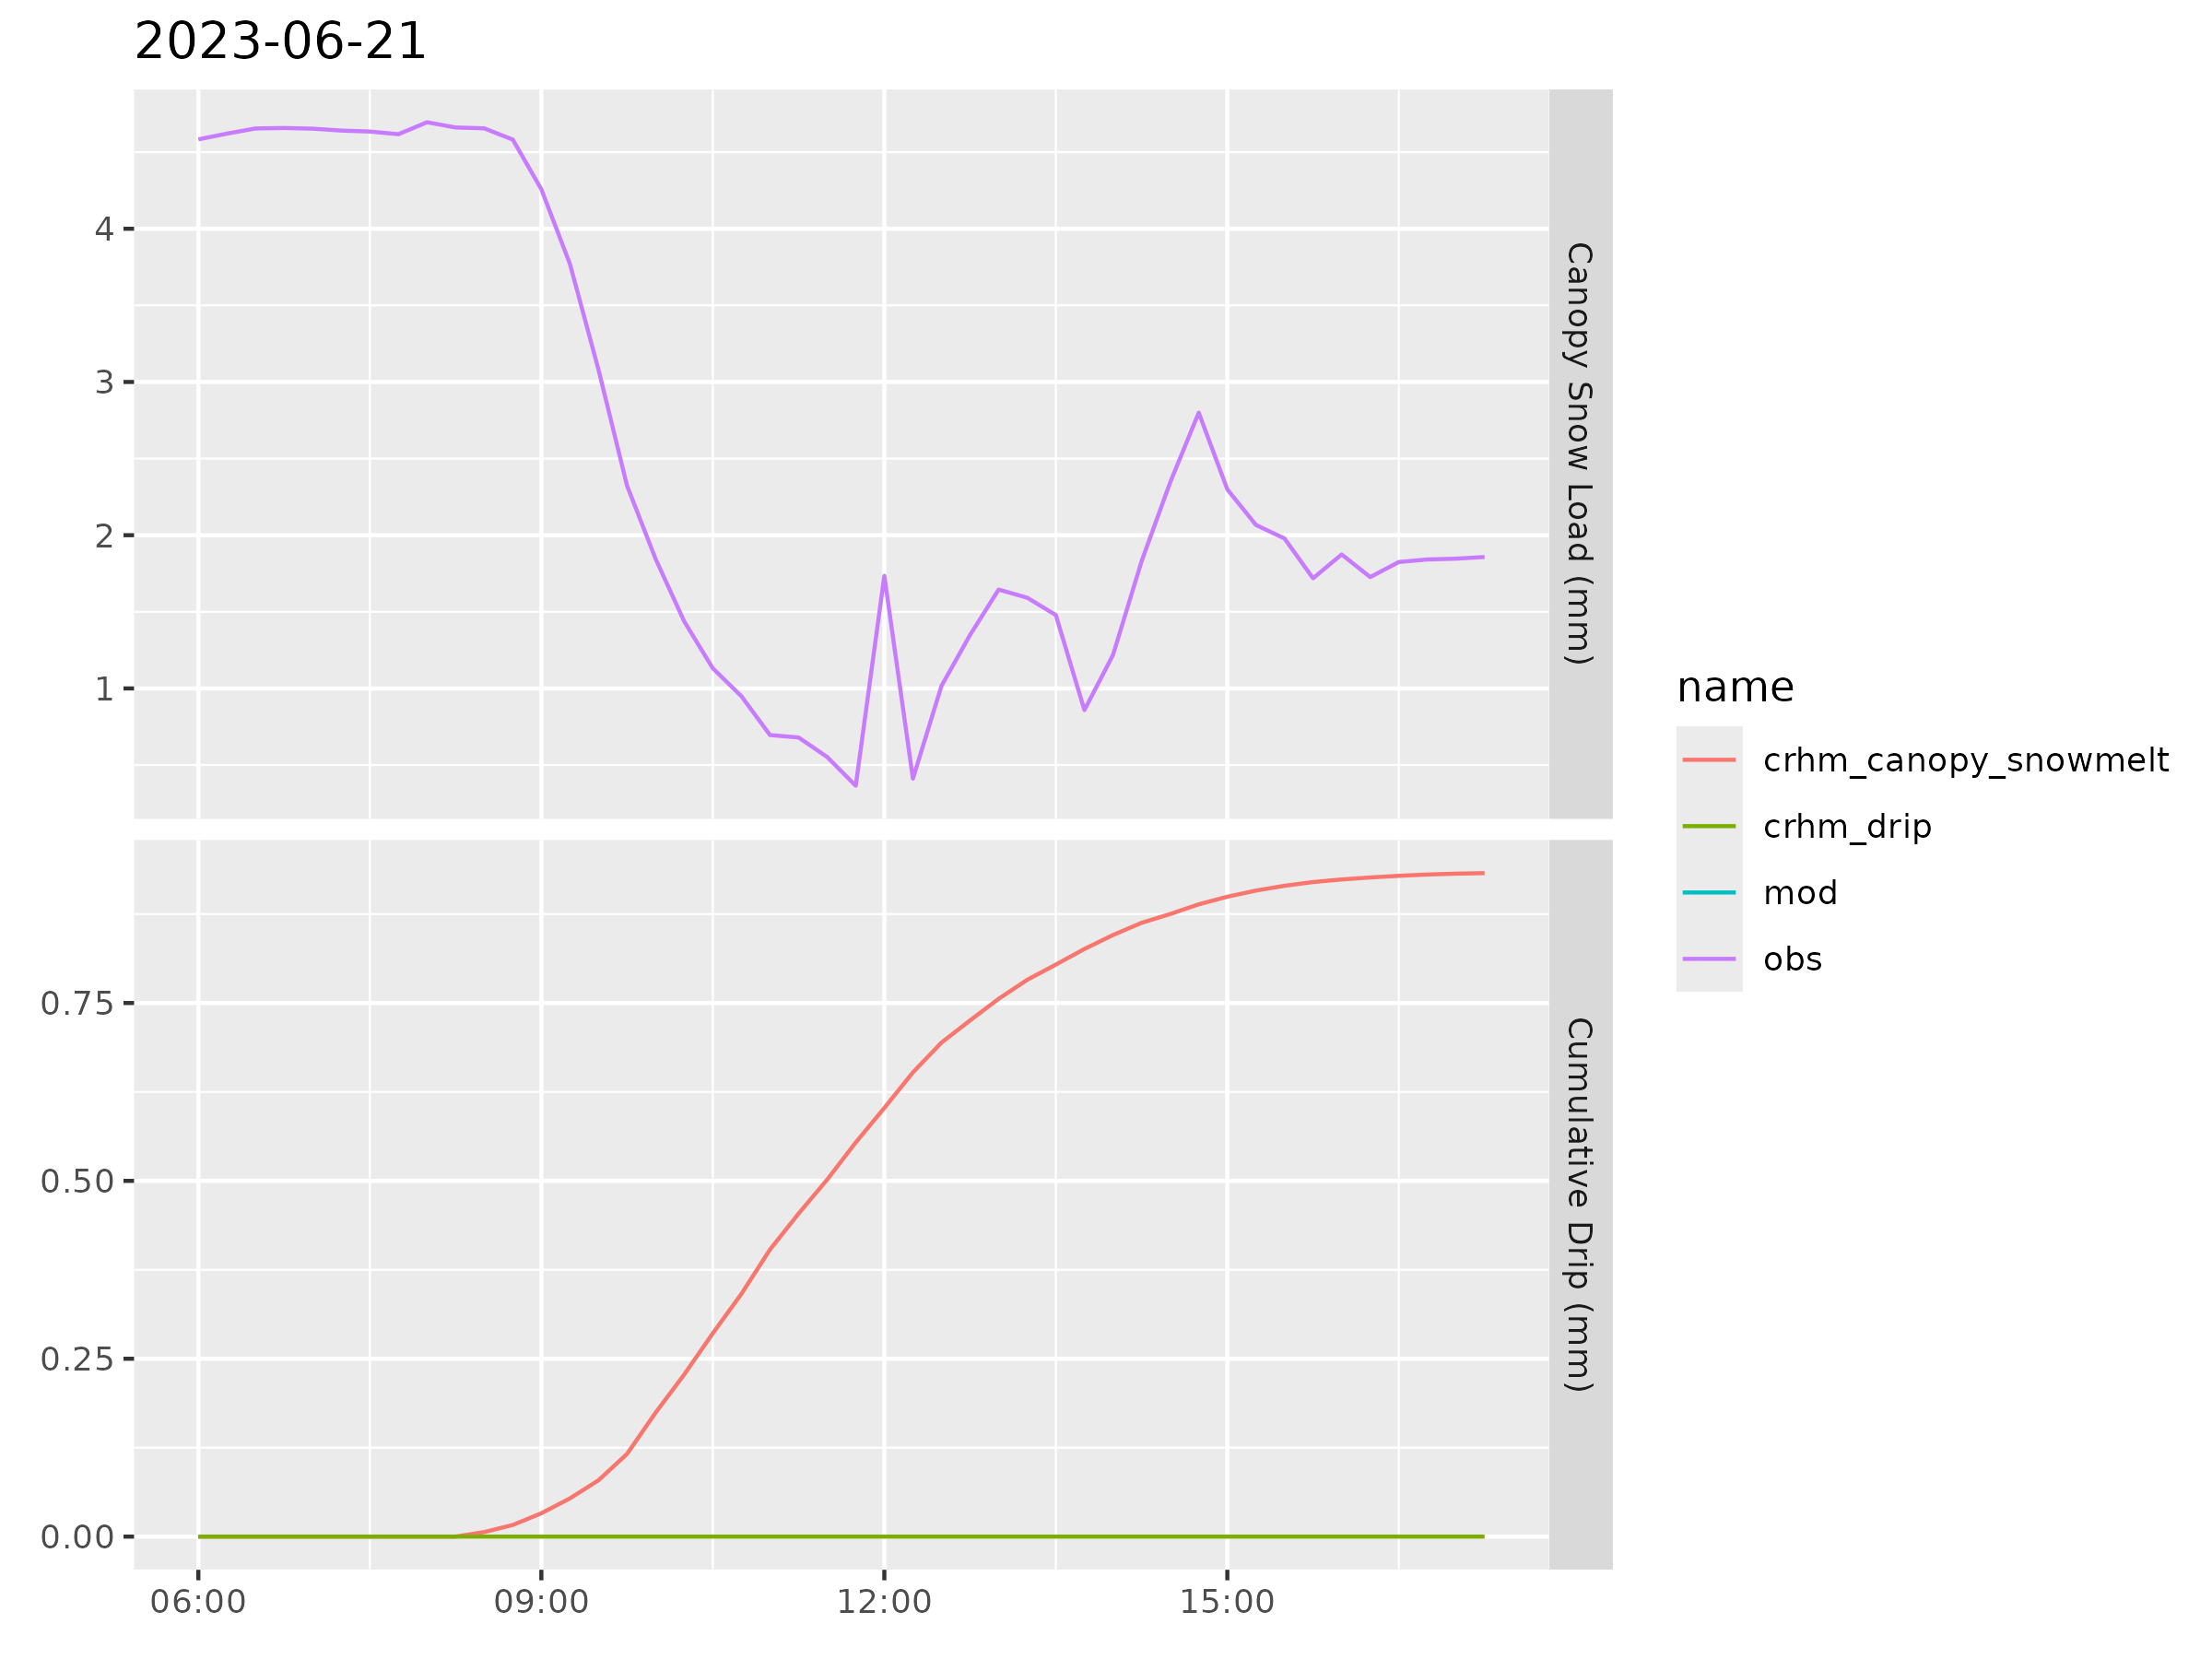 2023-06-21
4
3
2
1
Canopy Snow Load (mm)
0.75
0.50
0.25
0.00
Cumulative Drip (mm)
06:00
09:00
12:00
15:00
name
crhm_canopy_snowmelt
crhm_drip
mod
obs